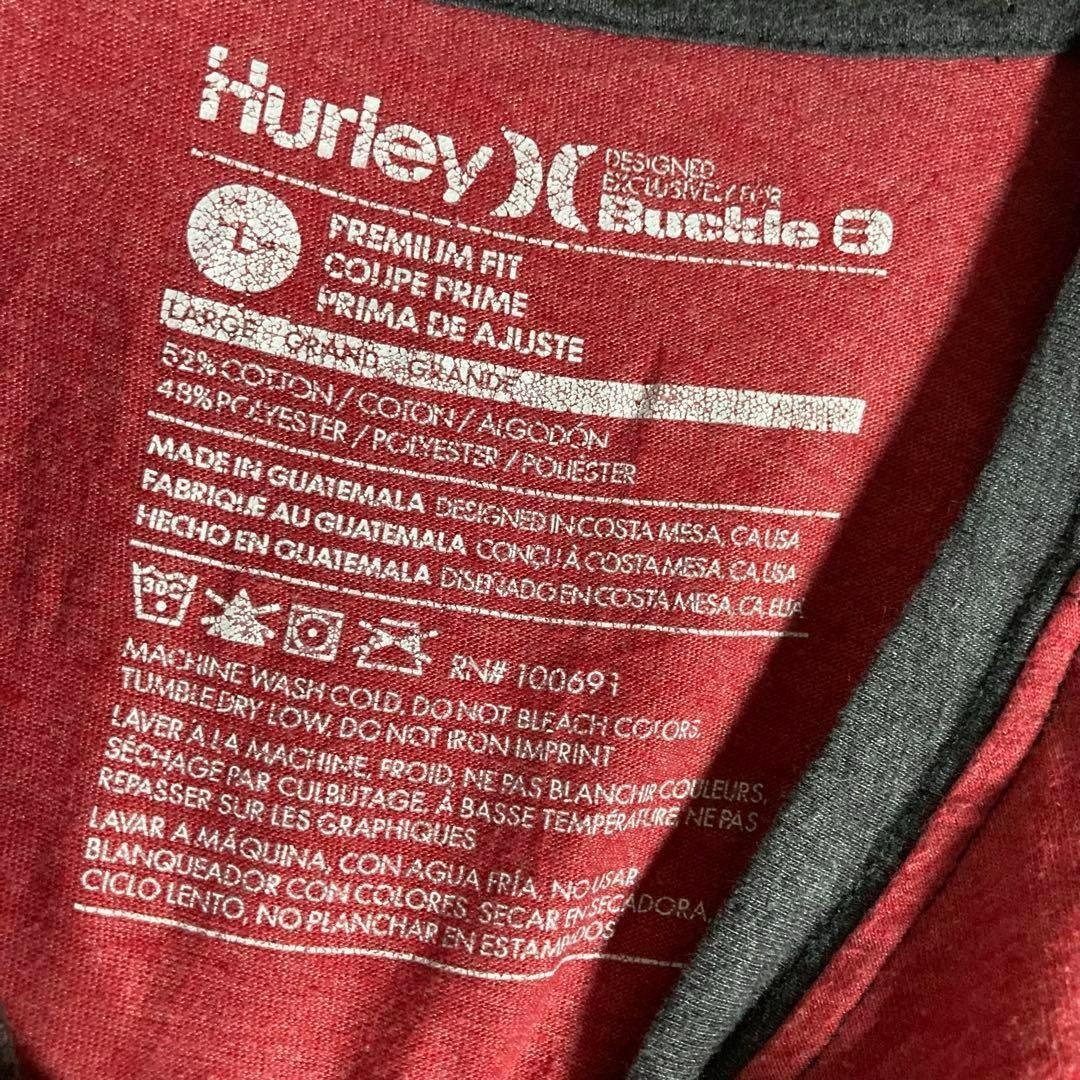 Hurley
DESIGNED
EXCLUSIVELY FOR
Buckle B
L
PREMIUM FIT
COUPE PRIME
PRIMA DE AJUSTE
LARGE GRAND GRANDE
52% COTTON / COTON / ALGODÓN
48% POLYESTER / POLYESTER / POLIÉSTER
MADE IN GUATEMALA DESIGNED IN COSTA MESA, CA USA
FABRIQUÉ AU GUATEMALA CONÇU À COSTA MESA, CA USA
HECHO EN GUATEMALA DISEÑADO EN COSTA MESA, CA, EUA
30C
RN# 100691
MACHINE WASH COLD, DO NOT BLEACH COLORS,
TUMBLE DRY LOW, DO NOT IRON IMPRINT
LAVER A LA MACHINE, FROID, NE PAS BLANCHIR COULEURS,
SÉCHAGE PAR CULBUTAGE, À BASSE TEMPÉRATURE NE PAS
REPASSER SUR LES GRAPHIQUES
LAVAR A MÁQUINA, CON AGUA FRÍA, NO USAR
BLANQUEADOR CON COLORES, SECAR EN SECADORA,
CICLO LENTO, NO PLANCHAR EN ESTAMPADOS